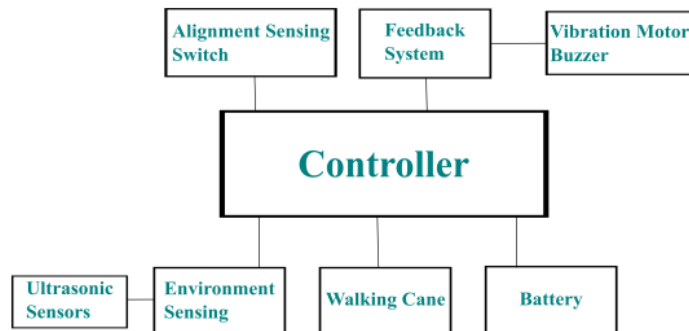 Alignment Sensing
Switch
Feedback
System
Vibration Motor
Buzzer
Controller
Ultrasonic
Sensors
Environment
Sensing
Walking Cane
Battery